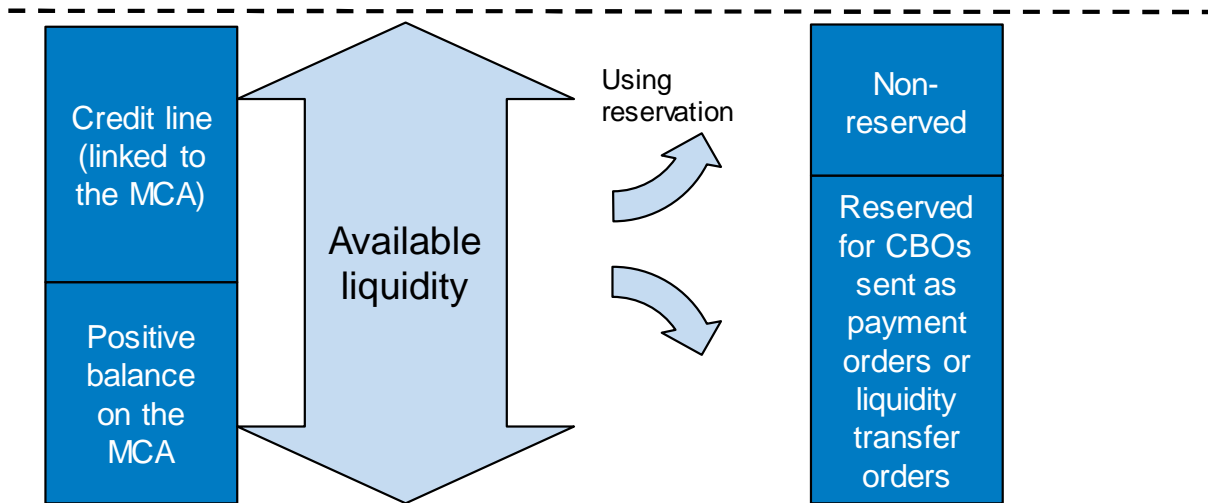 Credit line
(linked to
the MCA)
Positive
balance
on the
MCA
Available
liquidity
Using
reservation
Non-
reserved
Reserved
for CBOs
sent as
payment
orders or
liquidity
transfer
orders